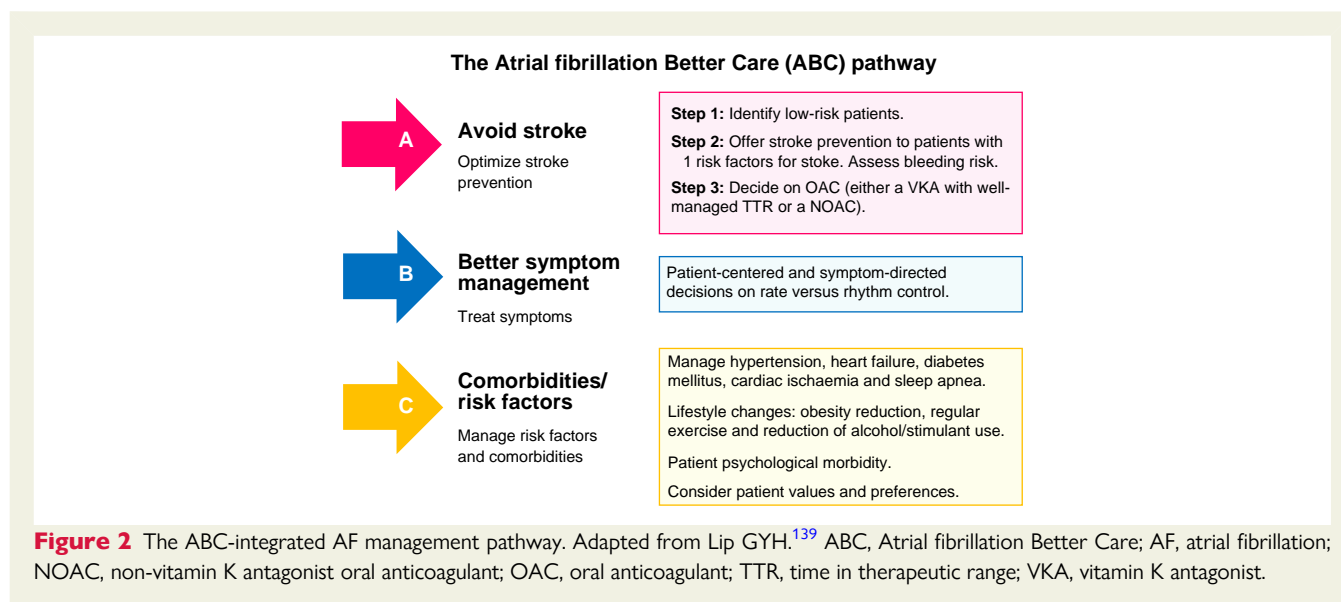 The Atrial fibrillation Better Care (ABC) pathway
A
Avoid stroke
Optimize stroke
prevention
Step 1: Identify low-risk patients.
Step 2: Offer stroke prevention to patients with
1 risk factors for stoke. Assess bleeding risk.
Step 3: Decide on OAC (either a VKA with well-
managed TTR or a NOAC).
B
Better symptom
management
Treat symptoms
Patient-centered and symptom-directed
decisions on rate versus rhythm control.
C
Comorbidities/
risk factors
Manage risk factors
and comorbidities
Manage hypertension, heart failure, diabetes
mellitus, cardiac ischaemia and sleep apnea.
Lifestyle changes: obesity reduction, regular
exercise and reduction of alcohol/stimulant use.
Patient psychological morbidity.
Consider patient values and preferences.
Figure 2 The ABC-integrated AF management pathway. Adapted from Lip GYH.139 ABC, Atrial fibrillation Better Care; AF, atrial fibrillation;
NOAC, non-vitamin K antagonist oral anticoagulant; OAC, oral anticoagulant; TTR, time in therapeutic range; VKA, vitamin K antagonist.